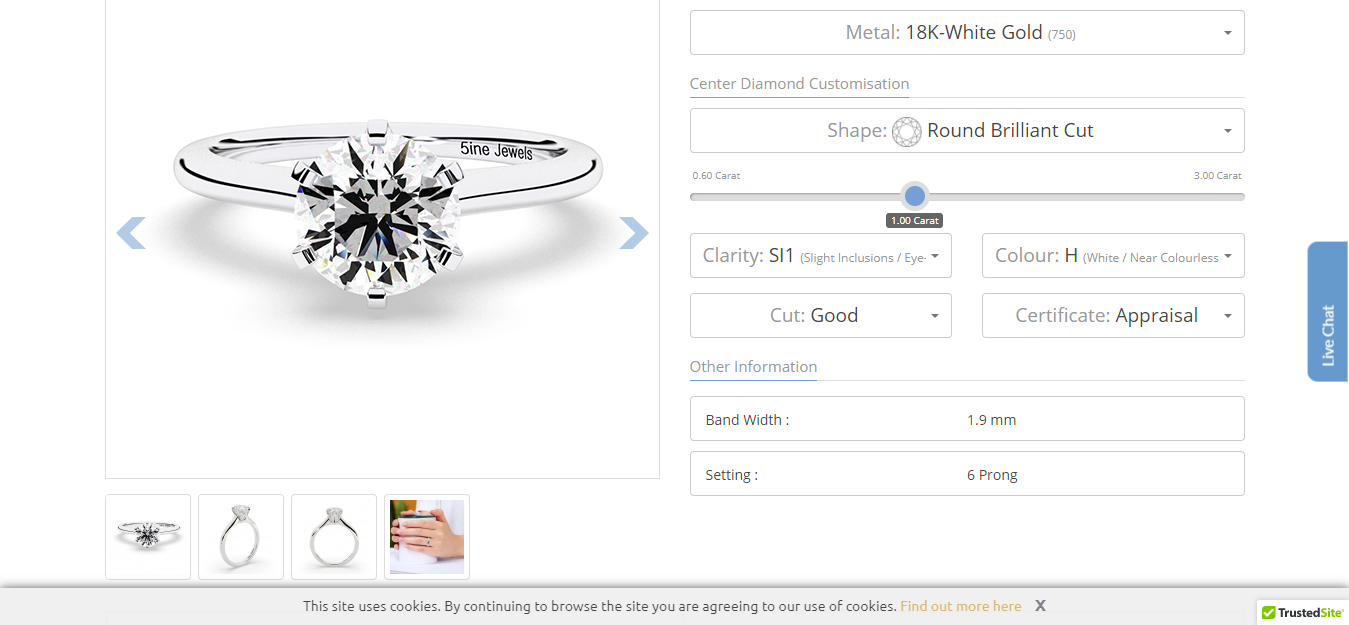 Metal: 18K-White Gold (750)
Center Diamond Customisation
Shape: Round Brilliant Cut
0.60 Carat
3.00 Carat
1.00 Carat
5ine Jewels
Clarity: SI1 (Slight Inclusions / Eye-
Colour: H (White / Near Colourless
Cut: Good
Certificate: Appraisal
Other Information
Band Width :
1.9 mm
Setting :
6 Prong
Live Chat
This site uses cookies. By continuing to browse the site you are agreeing to our use of cookies. Find out more here X
TrustedSite